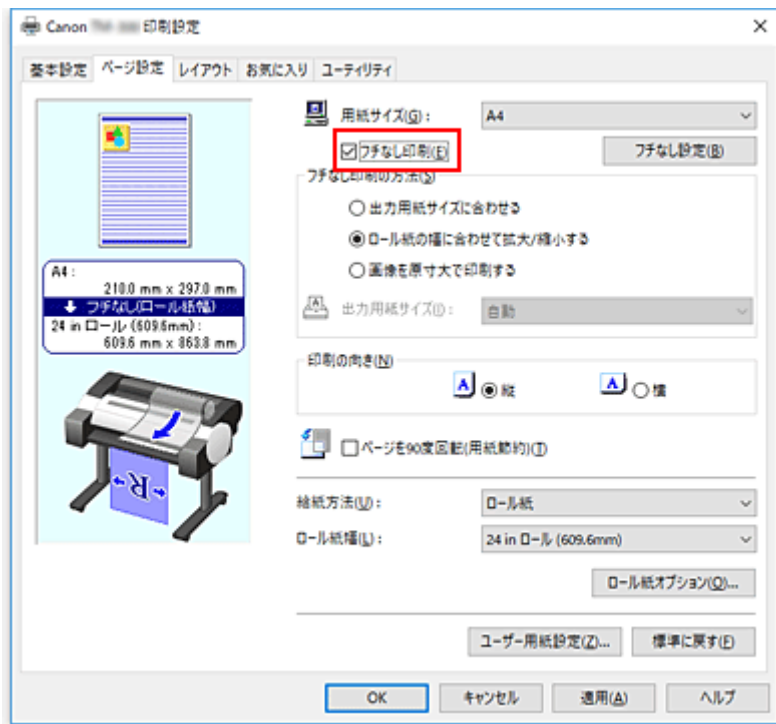 Canon 印刷設定
基本設定 ページ設定 レイアウト お気に入り ユーティリティ
用紙サイズ(G): A4
フチなし印刷(E) フチなし設定(B)
フチなし印刷の方法(S)
出力用紙サイズに合わせる
ロール紙の幅に合わせて拡大/縮小する
画像を原寸大で印刷する
出力用紙サイズ(I): 自動
A4:
210.0 mm x 297.0 mm
フチなし(ロール紙幅)
24 in ロール (609.6mm):
609.6 mm x 863.8 mm
印刷の向き(N)
A 縦 A 横
R
ページを90度回転(用紙節約)(T)
給紙方法(U): ロール紙
ロール紙幅(L): 24 in ロール (609.6mm)
ロール紙オプション(O)...
ユーザー用紙設定(Z)... 標準に戻す(F)
OK キャンセル 適用(A) ヘルプ